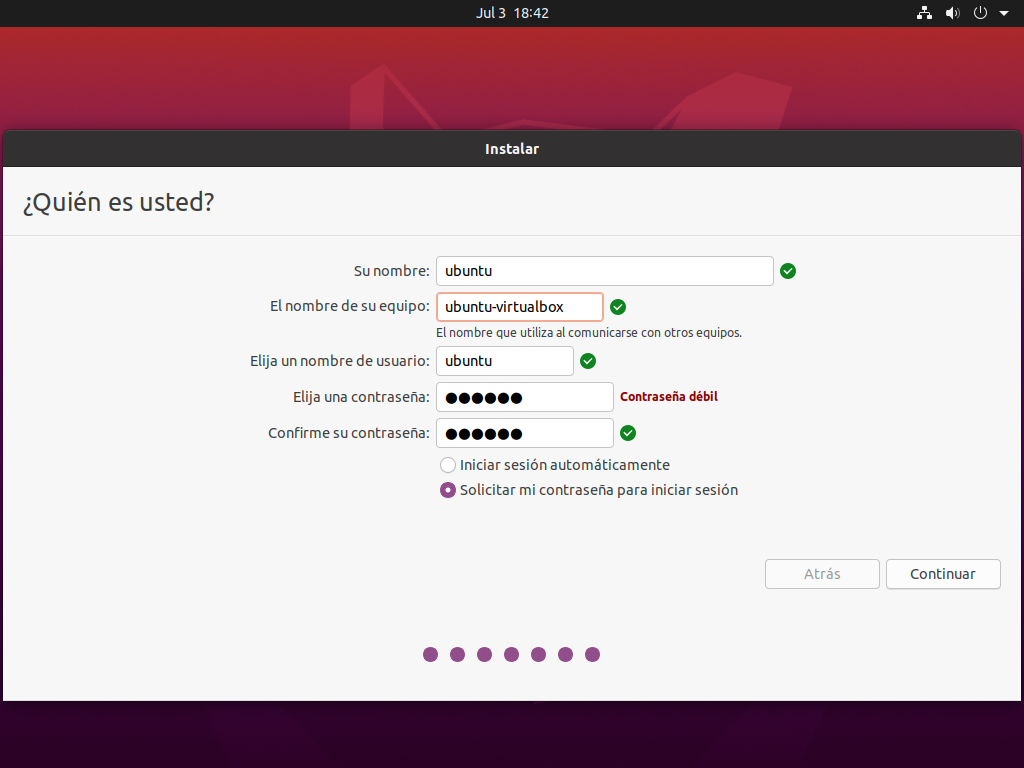 Jul 3 18:42
Instalar
¿Quién es usted?
Su nombre: ubuntu
El nombre de su equipo: ubuntu-virtualbox
El nombre que utiliza al comunicarse con otros equipos.
Elija un nombre de usuario: ubuntu
Elija una contraseña: ●●●●●● Contraseña débil
Confirme su contraseña: ●●●●●●
Iniciar sesión automáticamente
Solicitar mi contraseña para iniciar sesión
Atrás Continuar